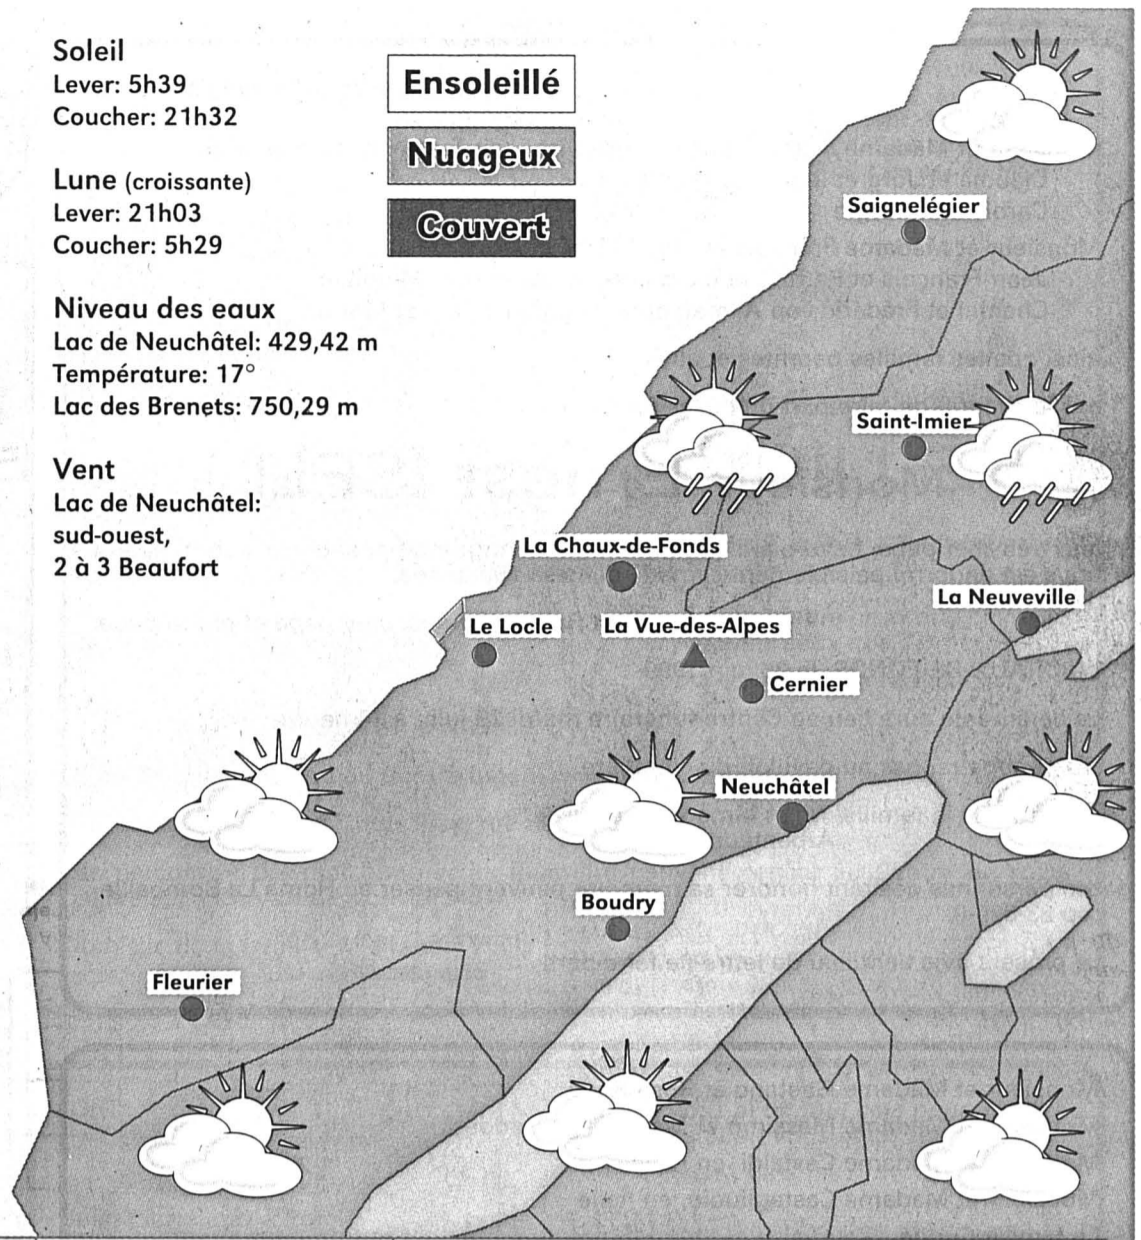 Soleil
Lever: 5h39
Coucher: 21h32
Lune (croissante)
Lever: 21h03
Coucher: 5h29
Niveau des eaux
Lac de Neuchâtel: 429,42 m
Température: 17°
Lac des Brenets: 750,29 m
Vent
Lac de Neuchâtel:
sud-ouest,
2 à 3 Beaufort
Ensoleillé
Nuageux
Couvert
Saignelégier
Saint-Imier
La Chaux-de-Fonds
La Neuveville
Le Locle
La Vue-des-Alpes
Cernier
Neuchâtel
Boudry
Fleurier